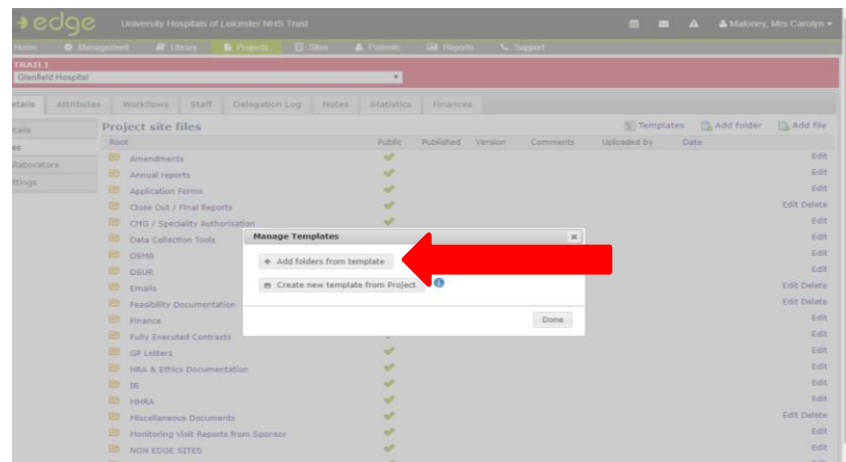 edge University Hospitals of Leicester NHS Trust Maloney, Mrs Carolyn
Home Management Library Projects Sites Patients Reports Support
TRAIL1
Glenfield Hospital
etails Attributes Workflows Staff Delegation Log Notes Statistics Finances
etails
es
llaborators
ttings
Project site files Templates Add folder Add file
Root Public Published Version Comments Uploaded by Date
Amendments Edit
Annual reports Edit
Application Forms Edit
Close Out / Final Reports Edit Delete
CMG / Speciality Authorisation Edit
Data Collection Tools Edit
DSMB Edit
DSUR Edit
Emails Edit Delete
Feasibility Documentation Edit Delete
Finance Edit
Fully Executed Contracts Edit
GP Letters Edit
HRA & Ethics Documentation Edit
IB Edit
MHRA Edit
Miscellaneous Documents Edit Delete
Monitoring Visit Reports from Sponsor Edit
NON EDGE SITES Edit
Manage Templates
Add folders from template
Create new template from Project
Done